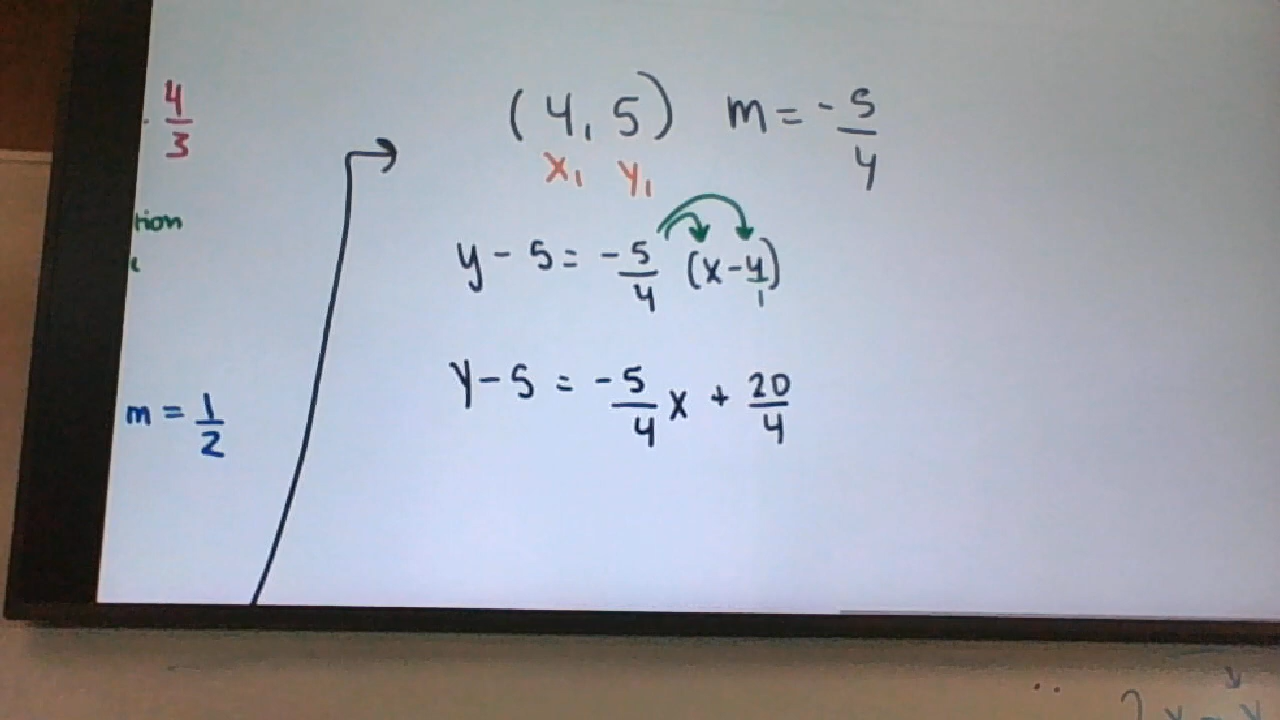 4/3
(4, 5) m = -5/4
x₁ y₁
tion
y - 5 = -5/4 (x - 4/1)
y - 5 = -5/4 x + 20/4
m = 1/2